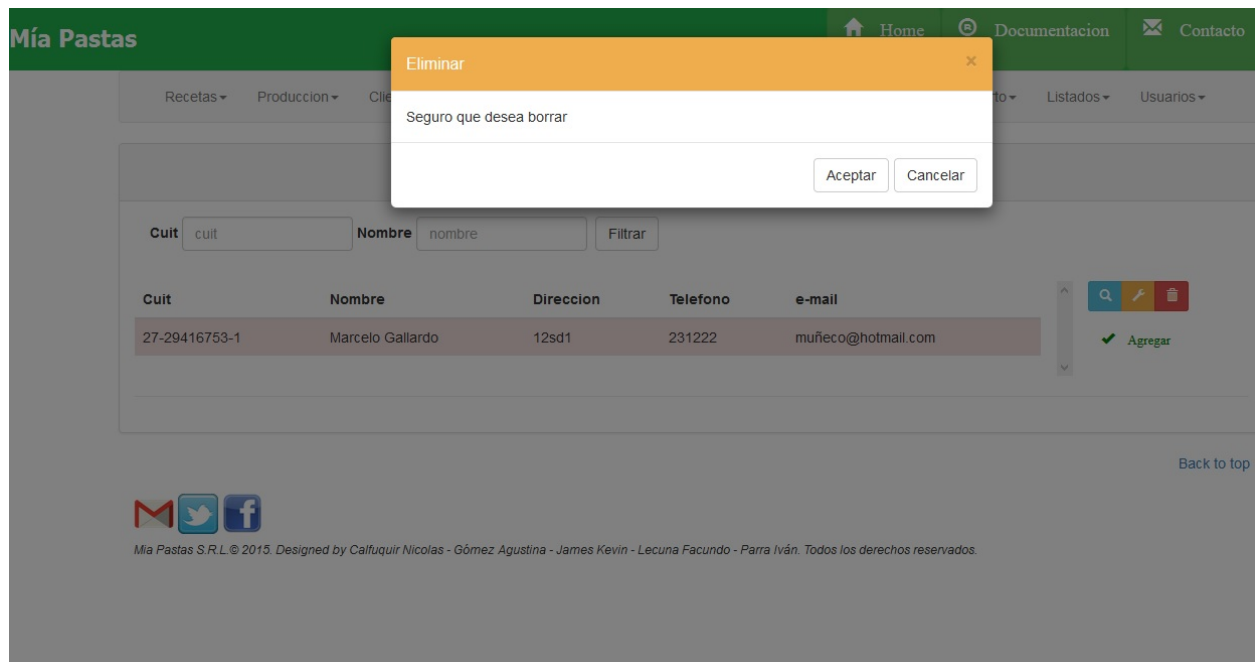 Mía Pastas
Home
Documentacion
Contacto
Eliminar
×
Seguro que desea borrar
Aceptar
Cancelar
Recetas
Produccion
Listados
Usuarios
Cuit
cuit
Nombre
nombre
Filtrar
Cuit Nombre Direccion Telefono e-mail
27-29416753-1 Marcelo Gallardo 12sd1 231222 muñeco@hotmail.com
Agregar
Back to top
Mia Pastas S.R.L.© 2015. Designed by Calfuquir Nicolas - Gómez Agustina - James Kevin - Lecuna Facundo - Parra Iván. Todos los derechos reservados.